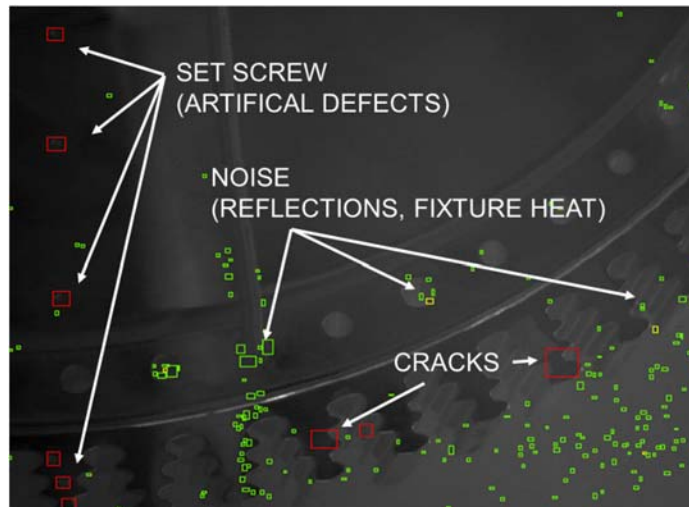 SET SCREW
(ARTIFICAL DEFECTS)
NOISE
(REFLECTIONS, FIXTURE HEAT)
CRACKS